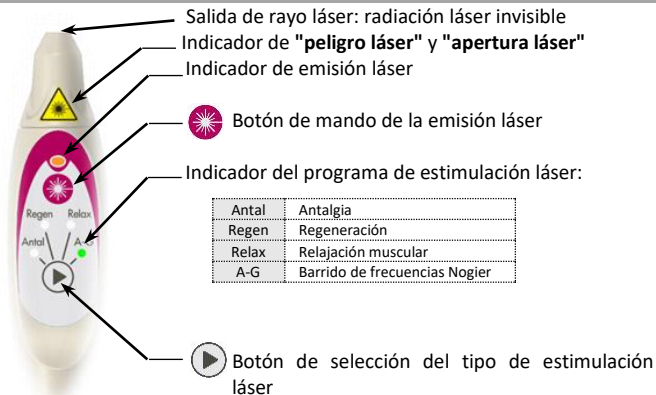 Salida de rayo láser: radiación láser invisible
Indicador de "peligro láser" y "apertura láser"
Indicador de emisión láser
Botón de mando de la emisión láser
Indicador del programa de estimulación láser:
Regen Relax
Antal A-G
Antal Antalgia
Regen Regeneración
Relax Relajación muscular
A-G Barrido de frecuencias Nogier
Botón de selección del tipo de estimulación
láser